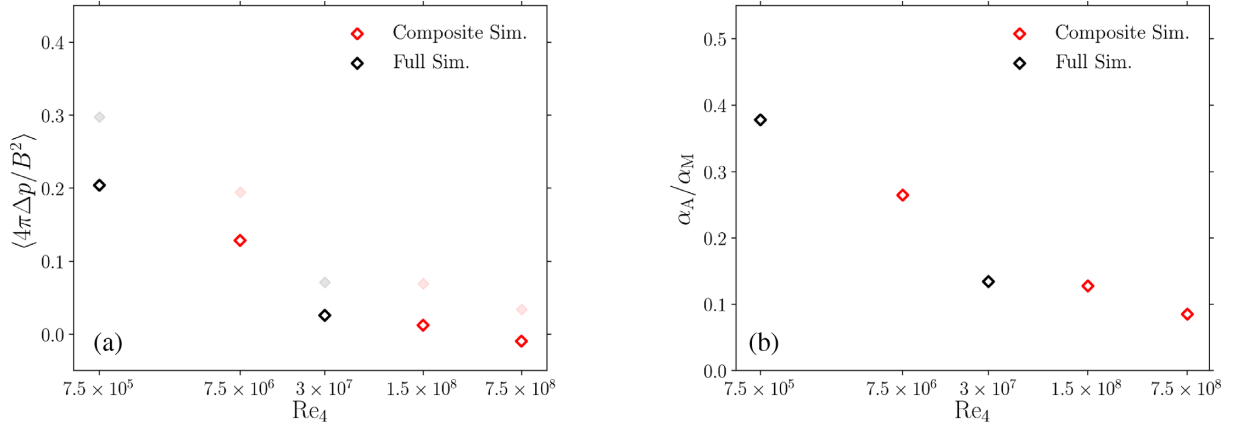 0.4
0.3
0.2
0.1
0.0
⟨4πΔp/B²⟩
Composite Sim.
Full Sim.
(a)
7.5 × 10⁵
7.5 × 10⁶
3 × 10⁷
1.5 × 10⁸
7.5 × 10⁸
Re₄
0.5
0.4
0.3
0.2
0.1
0.0
α_A/α_M
Composite Sim.
Full Sim.
(b)
7.5 × 10⁵
7.5 × 10⁶
3 × 10⁷
1.5 × 10⁸
7.5 × 10⁸
Re₄